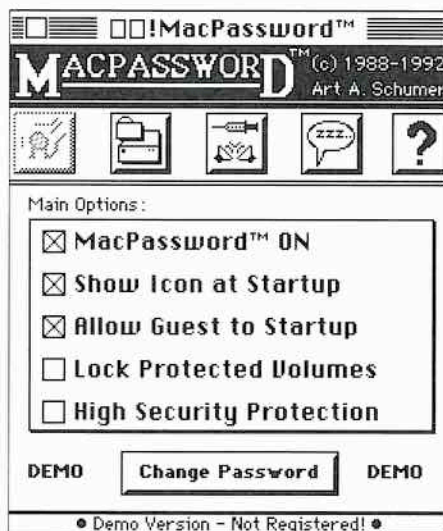 !MacPassword™
MACPASSWORD™ (c) 1988-1992
Art A. Schumer
zzz...
?
Main Options:
MacPassword™ ON
Show Icon at Startup
Allow Guest to Startup
Lock Protected Volumes
High Security Protection
DEMO Change Password DEMO
● Demo Version - Not Registered! ●